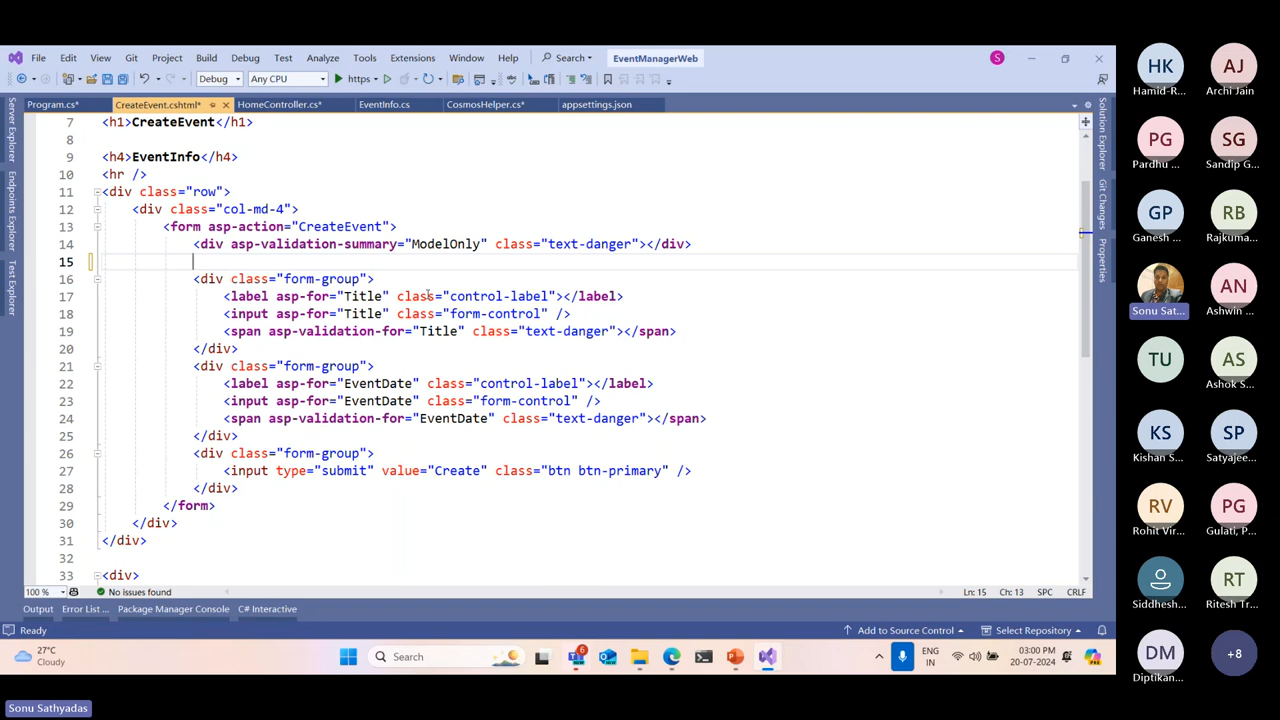 File Edit View Git Project Build Debug Test Analyze Tools Extensions Window Help Search EventManagerWeb S
Debug Any CPU https
Program.cs* CreateEvent.cshtml* HomeController.cs* EventInfo.cs CosmosHelper.cs* appsettings.json
Server Explorer
Endpoints Explorer
Test Explorer
7 <h1>CreateEvent</h1>
8
9 <h4>EventInfo</h4>
10 <hr />
11 <div class="row">
12 <div class="col-md-4">
13 <form asp-action="CreateEvent">
14 <div asp-validation-summary="ModelOnly" class="text-danger"></div>
15
16 <div class="form-group">
17 <label asp-for="Title" class="control-label"></label>
18 <input asp-for="Title" class="form-control" />
19 <span asp-validation-for="Title" class="text-danger"></span>
20 </div>
21 <div class="form-group">
22 <label asp-for="EventDate" class="control-label"></label>
23 <input asp-for="EventDate" class="form-control" />
24 <span asp-validation-for="EventDate" class="text-danger"></span>
25 </div>
26 <div class="form-group">
27 <input type="submit" value="Create" class="btn btn-primary" />
28 </div>
29 </form>
30 </div>
31 </div>
32
33 <div>
Solution Explorer
Git Changes
Properties
100 % No issues found Ln: 15 Ch: 13 SPC CRLF
Output Error List ... Package Manager Console C# Interactive
Ready Add to Source Control Select Repository
27°C
Cloudy
Search
6
ENG
IN
03:00 PM
20-07-2024
HK AJ
Hamid-R... Archi Jain
PG SG
Pardhu ... Sandip G...
GP RB
Ganesh ... Rajkuma...
AN
Sonu Sat... Ashwin ...
TU AS
Ashok S...
KS SP
Kishan S... Satyajee...
RV PG
Rohit Vir... Gulati, P...
RT
Siddhesh... Ritesh Tr...
DM +8
Diptikan...
Sonu Sathyadas